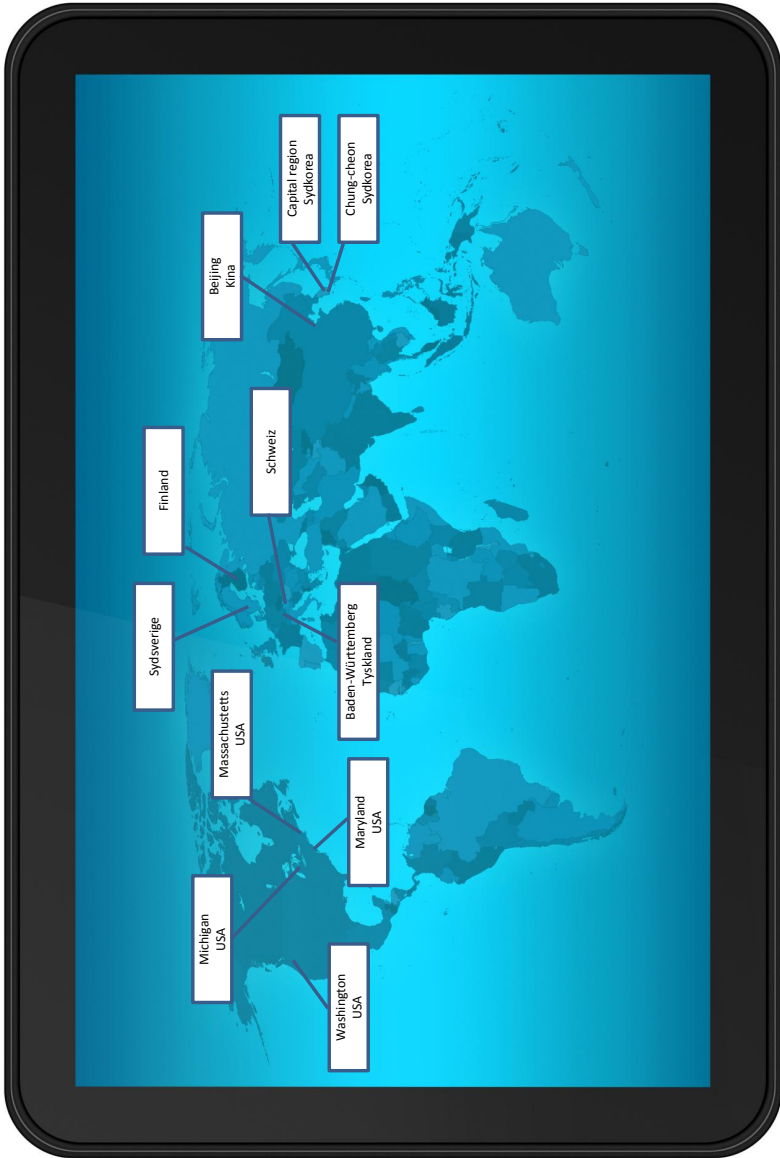 Michigan
USA
Washington
USA
Massachustetts
USA
Maryland
USA
Sydsverige
Finland
Baden-Württemberg
Tyskland
Schweiz
Beijing
Kina
Capital region
Sydkorea
Chung-cheon
Sydkorea